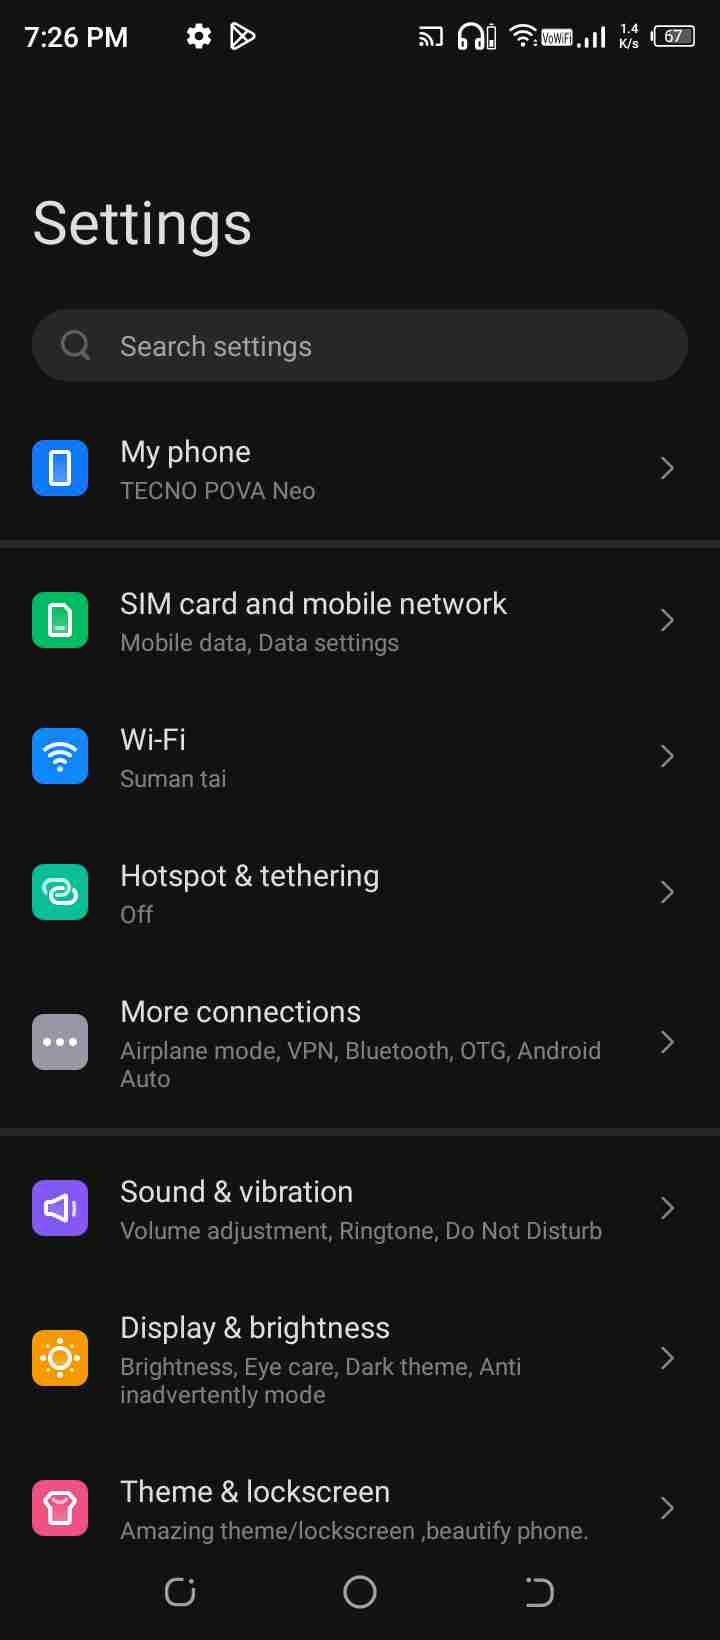 7:26 PM
VoWiFi
1.4
K/s
67
Settings
Search settings
My phone
TECNO POVA Neo
SIM card and mobile network
Mobile data, Data settings
Wi-Fi
Suman tai
Hotspot & tethering
Off
More connections
Airplane mode, VPN, Bluetooth, OTG, Android
Auto
Sound & vibration
Volume adjustment, Ringtone, Do Not Disturb
Display & brightness
Brightness, Eye care, Dark theme, Anti
inadvertently mode
Theme & lockscreen
Amazing theme/lockscreen ,beautify phone.